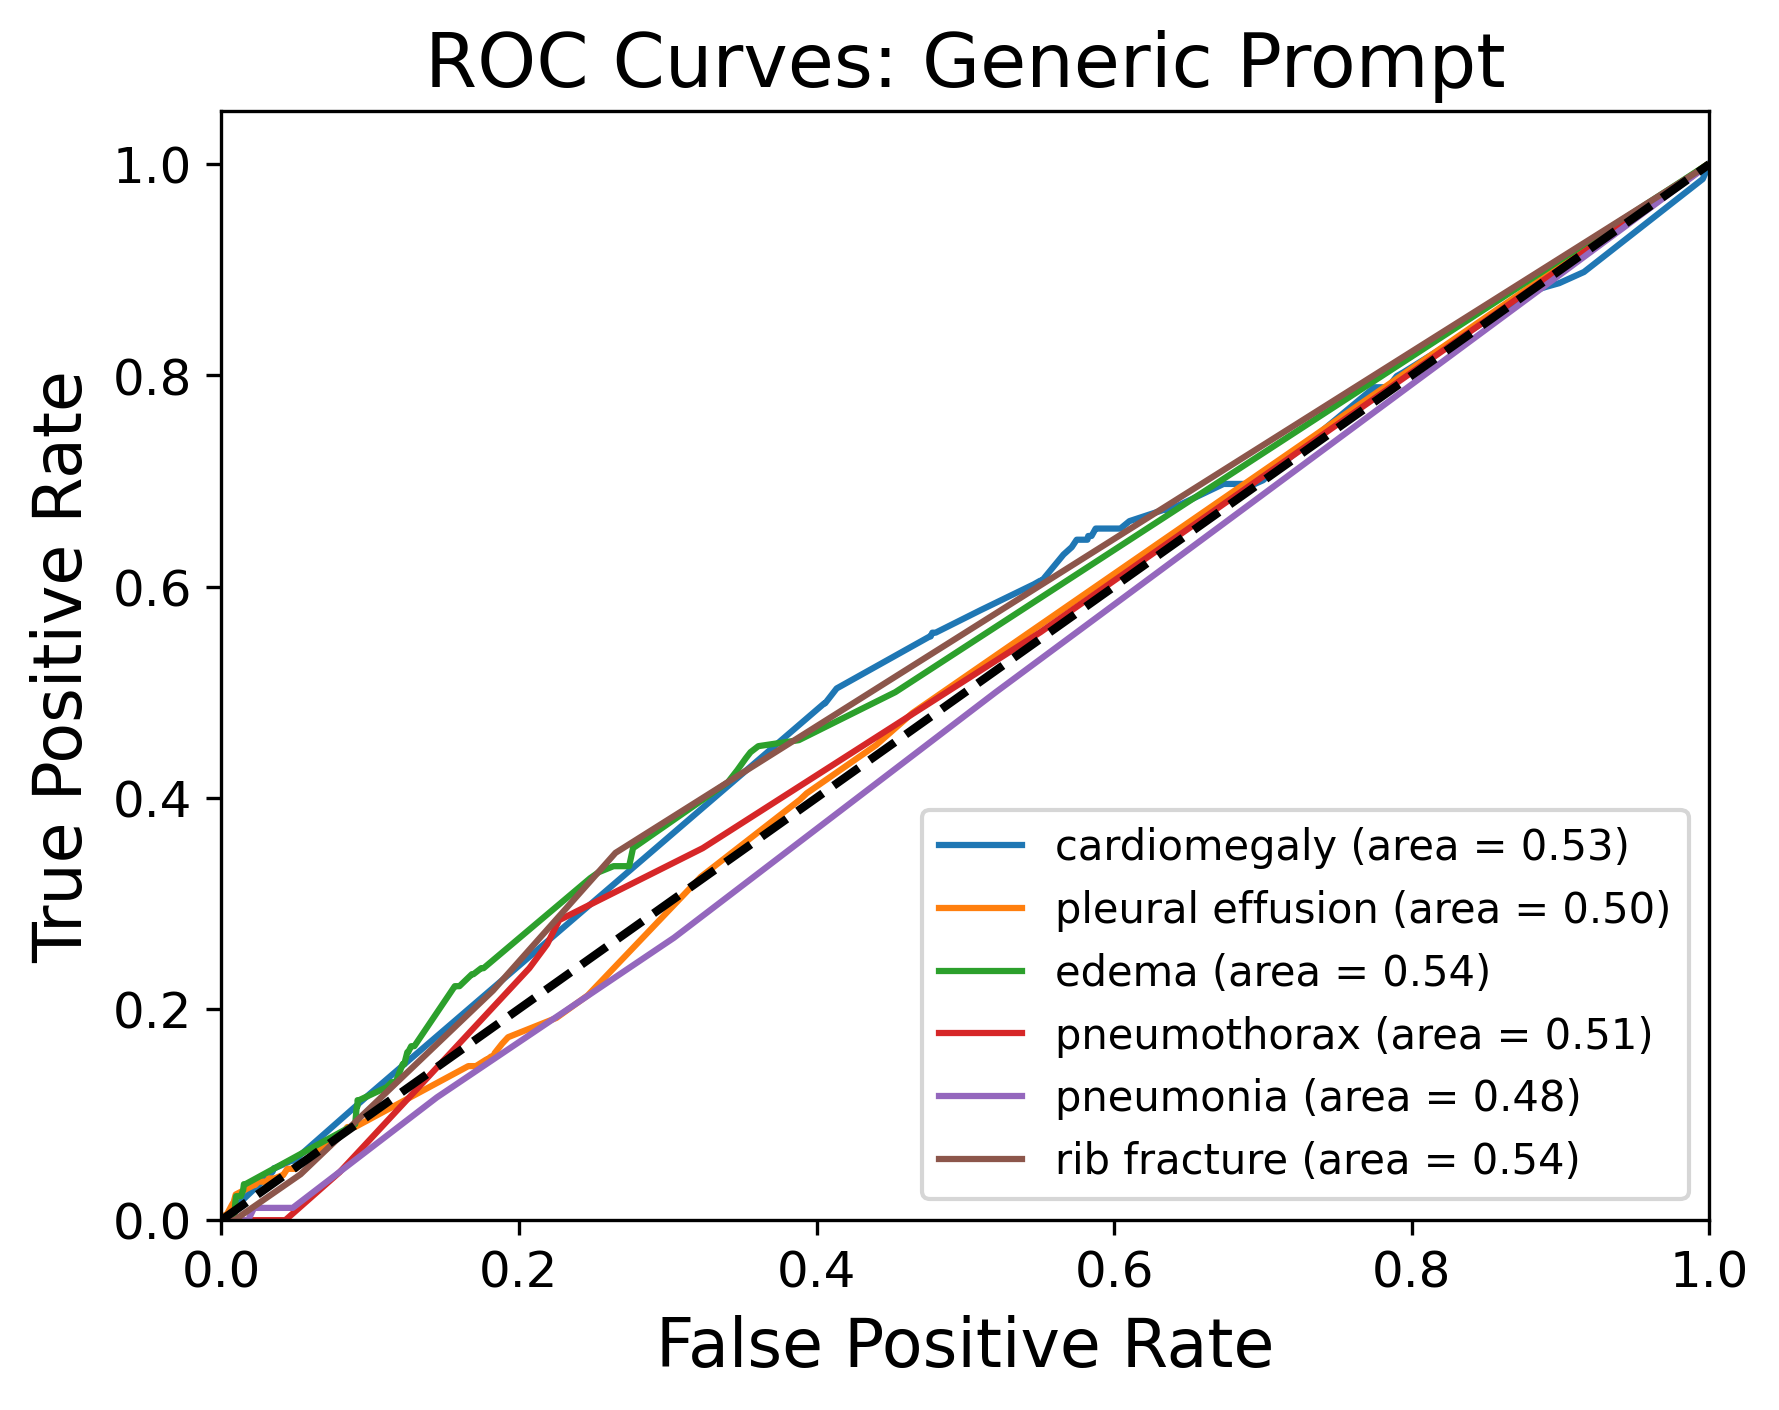 ROC Curves: Generic Prompt
True Positive Rate
1.0
0.8
0.6
0.4
0.2
0.0
cardiomegaly (area = 0.53)
pleural effusion (area = 0.50)
edema (area = 0.54)
pneumothorax (area = 0.51)
pneumonia (area = 0.48)
rib fracture (area = 0.54)
0.0 0.2 0.4 0.6 0.8 1.0
False Positive Rate